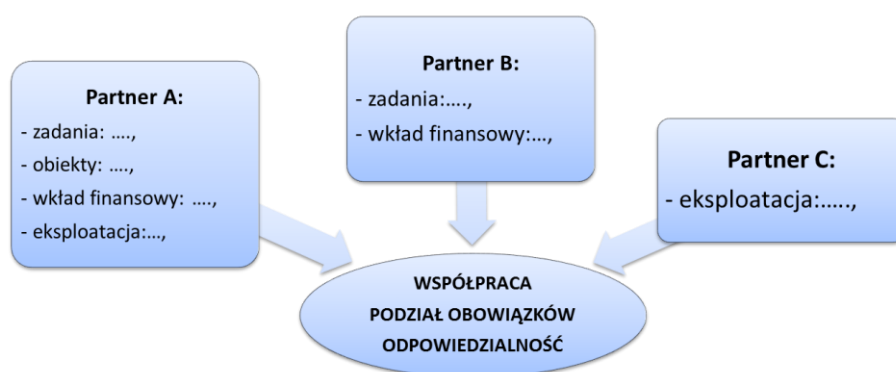 Partner A:
- zadania: ….,
- obiekty: ….,
- wkład finansowy: ….,
- eksploatacja:…,
Partner B:
- zadania:….,
- wkład finansowy:…,
Partner C:
- eksploatacja:…..,
WSPÓŁPRACA
PODZIAŁ OBOWIĄZKÓW
ODPOWIEDZIALNOŚĆ